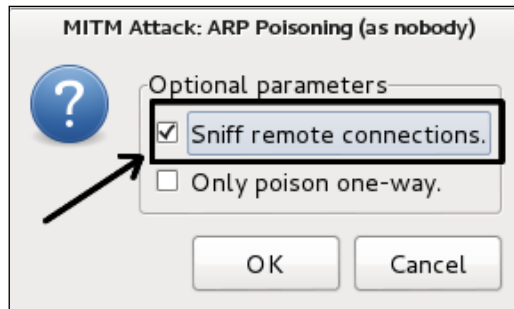 MITM Attack: ARP Poisoning (as nobody)
?
Optional parameters
Sniff remote connections.
Only poison one-way.
OK
Cancel